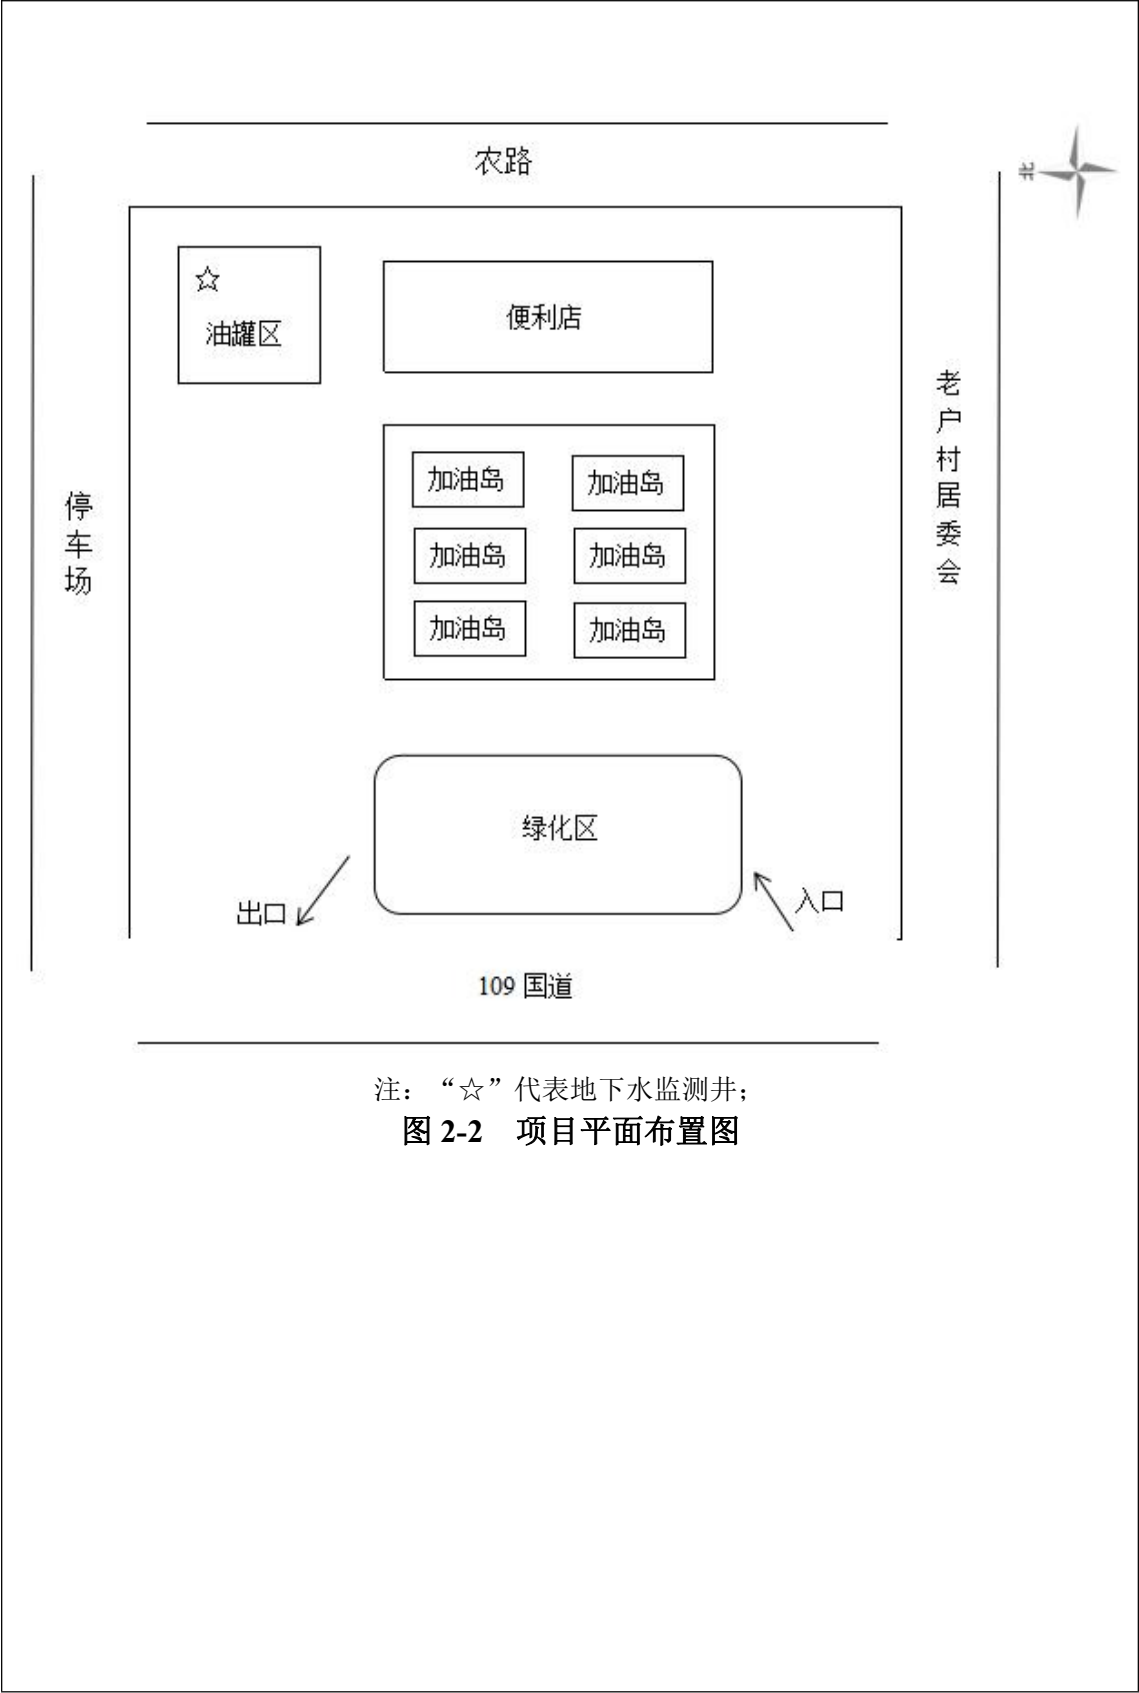 农路
北
☆
油罐区
便利店
老户村居委会
停车场
加油岛
加油岛
加油岛
加油岛
加油岛
加油岛
绿化区
出口
入口
109 国道
注：“☆”代表地下水监测井；
图 2-2 项目平面布置图